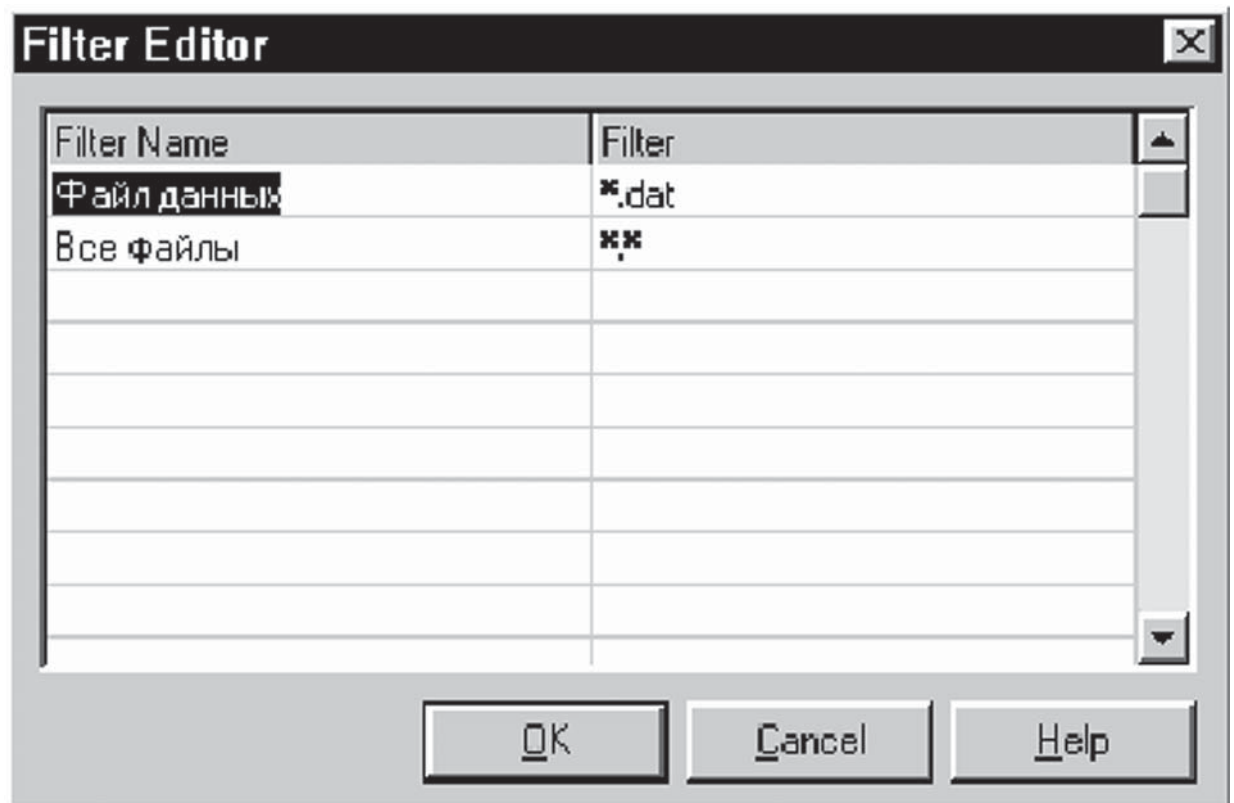 Filter Editor
Filter Name Filter
Файл данных *.dat
Все файлы *.*
OK Cancel Help